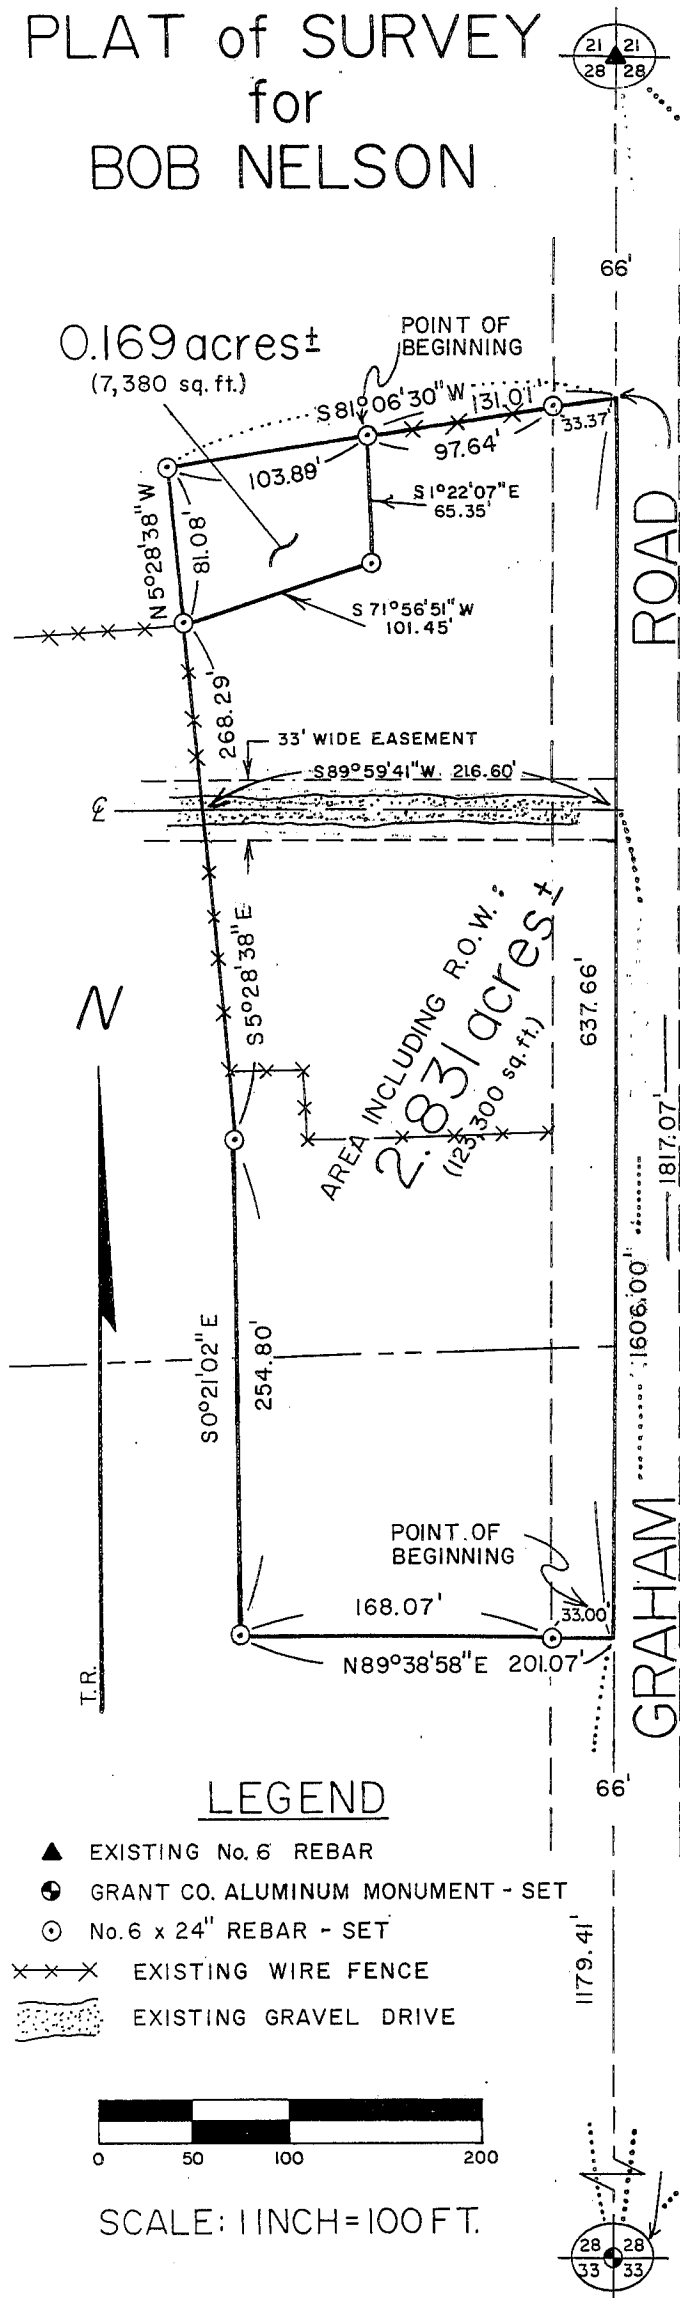 PLAT of SURVEY
for
BOB NELSON
21 21
28 28
66'
0.169 acres±
(7,380 sq. ft.)
POINT OF
BEGINNING
S81°06'30"W 131.01'
33.37'
103.89'
97.64'
S1°22'07"E
65.35'
N5°28'38"W
81.08'
S71°56'51"W
101.45'
ROAD
268.29'
33' WIDE EASEMENT
S89°59'41"W 216.60'
℄
S5°28'38"E
AREA INCLUDING R.O.W.:
2.831 acres±
(123,300 sq. ft.)
637.66'
N
1817.07'
1606.00'
S0°21'02"E
254.80'
POINT OF
BEGINNING
168.07'
33.00'
N89°38'58"E 201.07'
GRAHAM
T.R.
66'
LEGEND
EXISTING No. 6 REBAR
GRANT CO. ALUMINUM MONUMENT - SET
No. 6 x 24" REBAR - SET
EXISTING WIRE FENCE
EXISTING GRAVEL DRIVE
1179.41'
0 50 100 200
SCALE: 1 INCH = 100 FT.
28 28
33 33